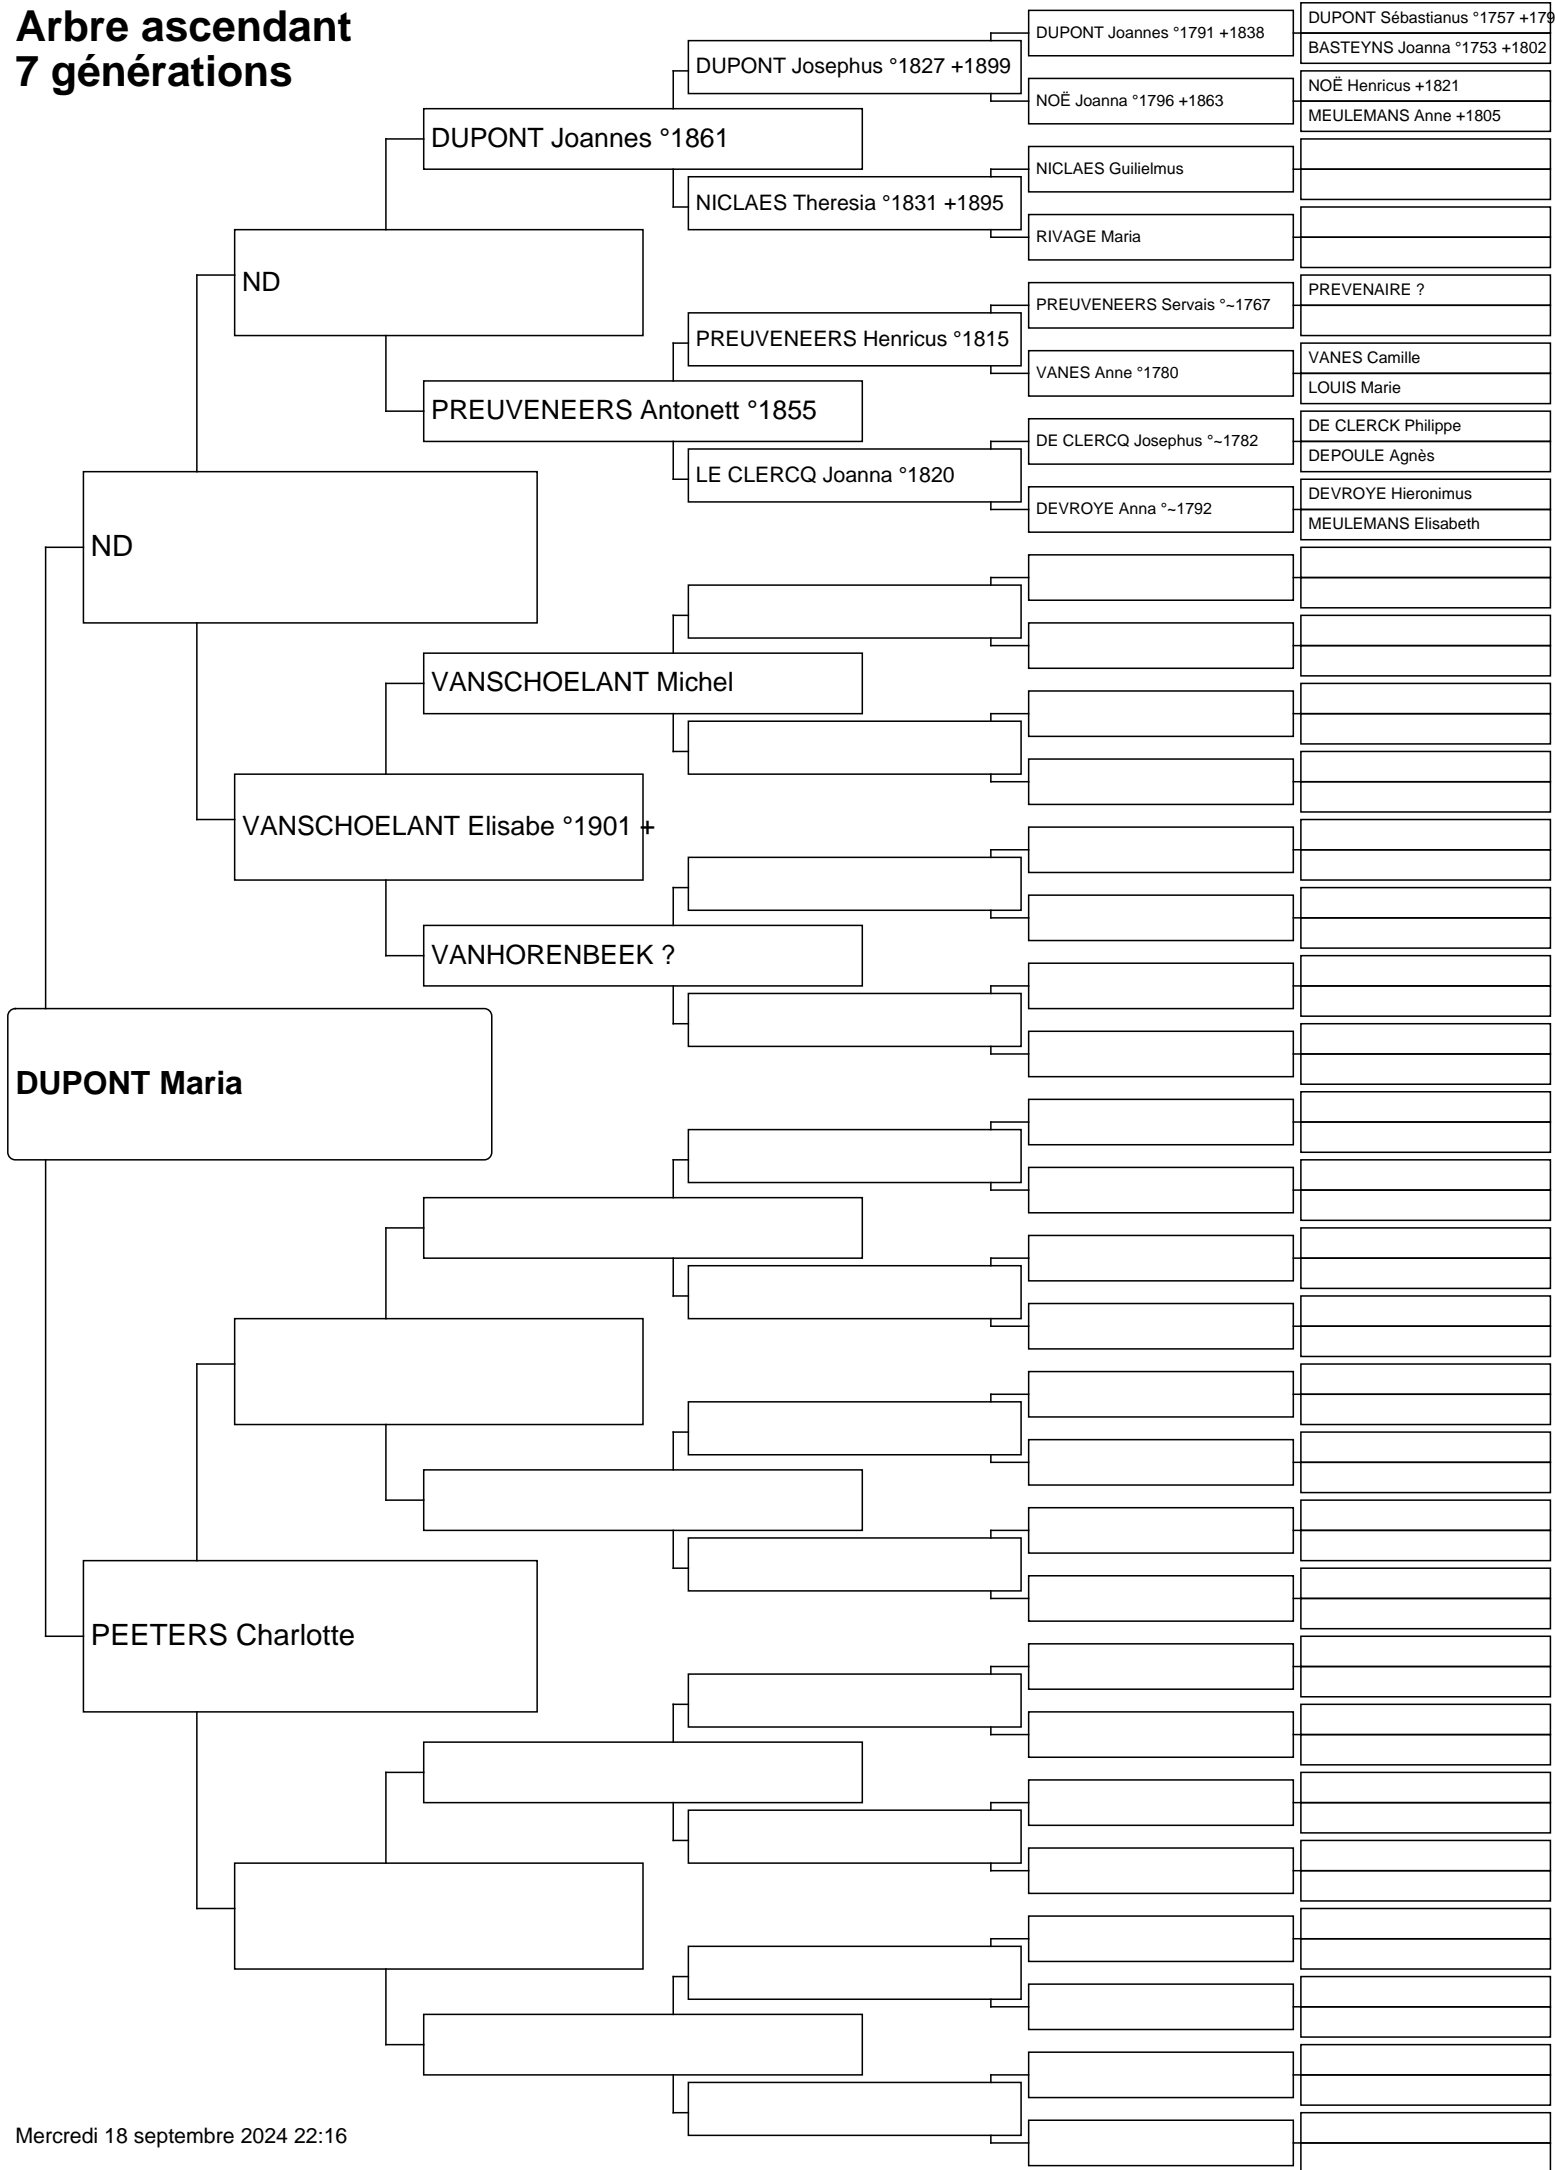 Arbre ascendant
7 générations
DUPONT Maria
ND
PEETERS Charlotte
ND
VANSCHOELANT Elisabe °1901 +
DUPONT Joannes °1861
PREUVENEERS Antonett °1855
VANSCHOELANT Michel
VANHORENBEEK ?
DUPONT Josephus °1827 +1899
NICLAES Theresia °1831 +1895
PREUVENEERS Henricus °1815
LE CLERCQ Joanna °1820
DUPONT Joannes °1791 +1838
NOË Joanna °1796 +1863
NICLAES Guilielmus
RIVAGE Maria
PREUVENEERS Servais °~1767
VANES Anne °1780
DE CLERCQ Josephus °~1782
DEVROYE Anna °~1792
DUPONT Sébastianus °1757 +179
BASTEYNS Joanna °1753 +1802
NOË Henricus +1821
MEULEMANS Anne +1805
PREVENAIRE ?
VANES Camille
LOUIS Marie
DE CLERCK Philippe
DEPOULE Agnès
DEVROYE Hieronimus
MEULEMANS Elisabeth
Mercredi 18 septembre 2024 22:16